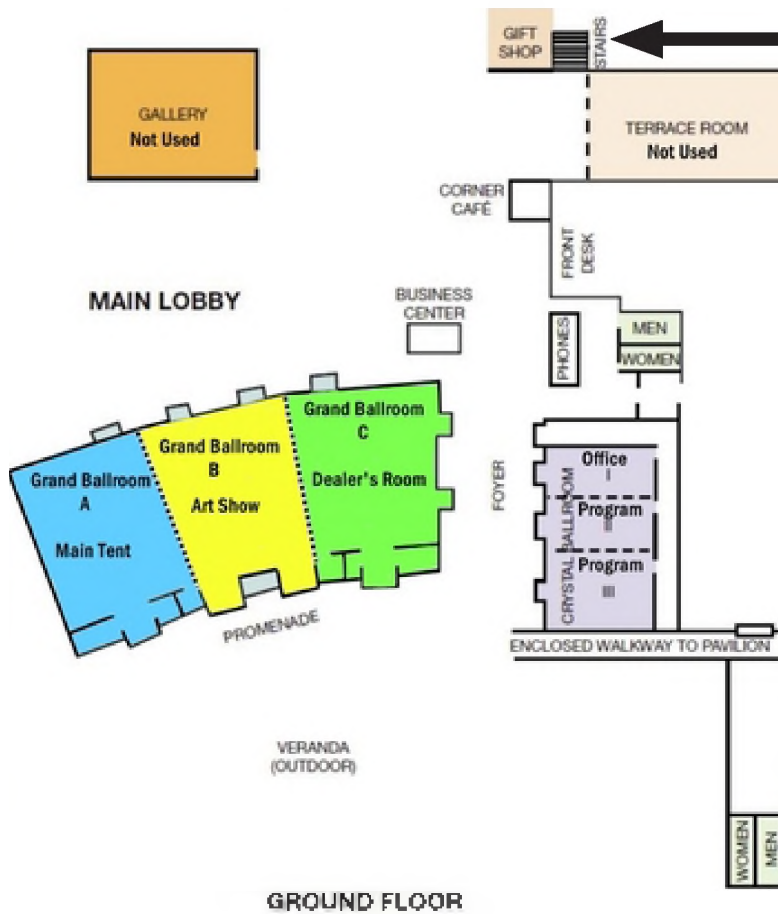 GIFT
SHOP
STAIRS
GALLERY
Not Used
TERRACE ROOM
Not Used
CORNER
CAFÉ
FRONT
DESK
MAIN LOBBY
BUSINESS
CENTER
PHONES
MEN
WOMEN
Grand Ballroom
A
Main Tent
Grand Ballroom
B
Art Show
Grand Ballroom
C
Dealer's Room
FOYER
CRYSTAL BALLROOM
Office
I
Program
II
Program
III
PROMENADE
ENCLOSED WALKWAY TO PAVILION
VERANDA
(OUTDOOR)
WOMEN
MEN
GROUND FLOOR